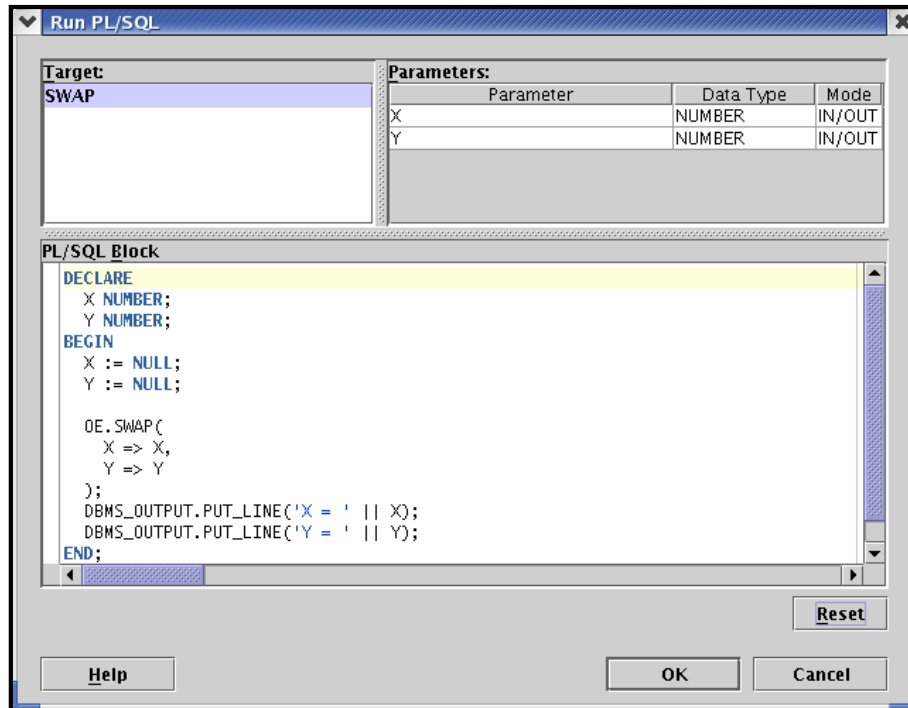 Run PL/SQL
Target:
SWAP
Parameters:
Parameter Data Type Mode
X NUMBER IN/OUT
Y NUMBER IN/OUT
PL/SQL Block
DECLARE
X NUMBER;
Y NUMBER;
BEGIN
X := NULL;
Y := NULL;
OE.SWAP(
X => X,
Y => Y
);
DBMS_OUTPUT.PUT_LINE('X = ' || X);
DBMS_OUTPUT.PUT_LINE('Y = ' || Y);
END;
Reset
Help OK Cancel